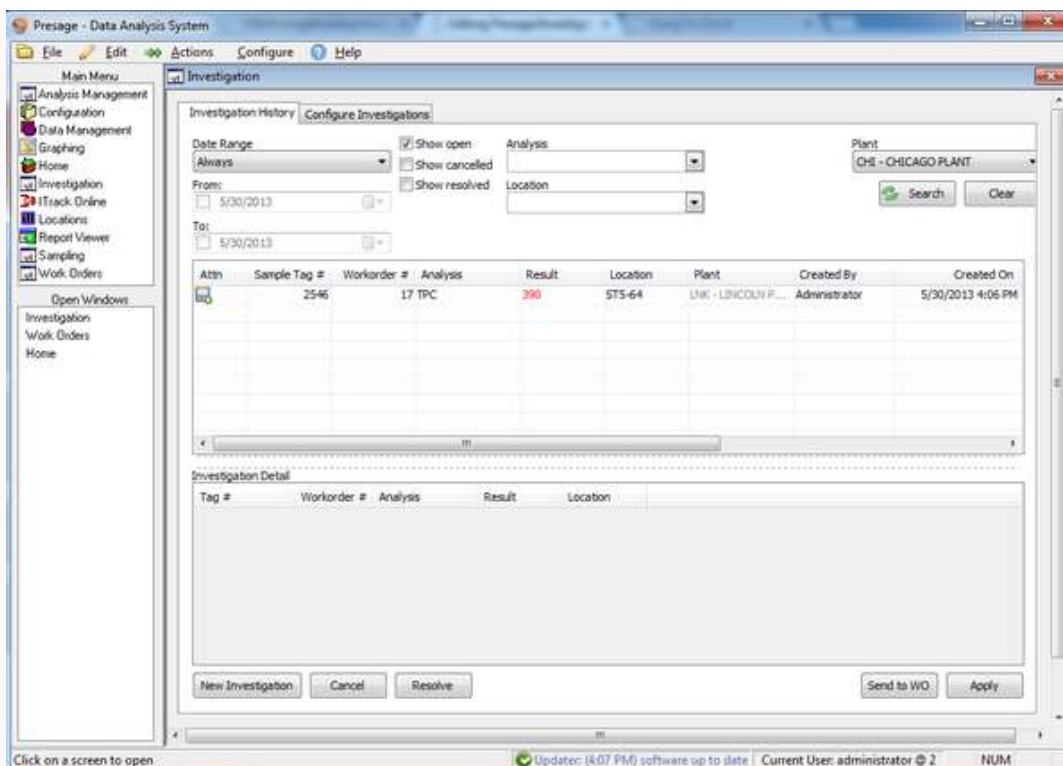 Presage - Data Analysis System
File Edit Actions Configure Help
Main Menu
Analysis Management
Configuration
Data Management
Graphing
Home
Investigation
ITrack Online
Locations
Report Viewer
Sampling
Work Orders
Open Windows
Investigation
Work Orders
Home
Investigation
Investigation History Configure Investigations
Date Range
Always
From:
5/30/2013
To:
5/30/2013
Show open
Show cancelled
Show resolved
Analysis
Location
Plant
CHI - CHICAGO PLANT
Search Clear
Attn Sample Tag # Workorder # Analysis Result Location Plant Created By Created On
2546 17 TPC 390 STS-64 LNK - LINCOLN P... Administrator 5/30/2013 4:06 PM
Investigation Detail
Tag # Workorder # Analysis Result Location
New Investigation Cancel Resolve Send to WO Apply
Click on a screen to open Updater: (4:07 PM) software up to date Current User: administrator @ 2 NUM